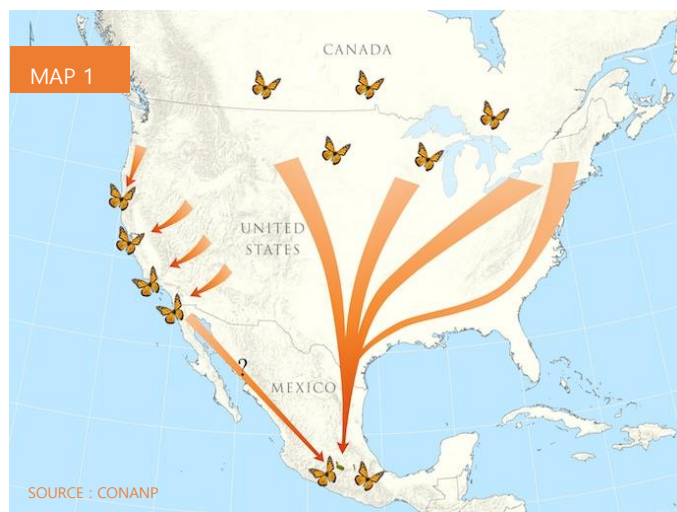 CANADA
MAP 1
UNITED
STATES
?
MEXICO
SOURCE : CONANP